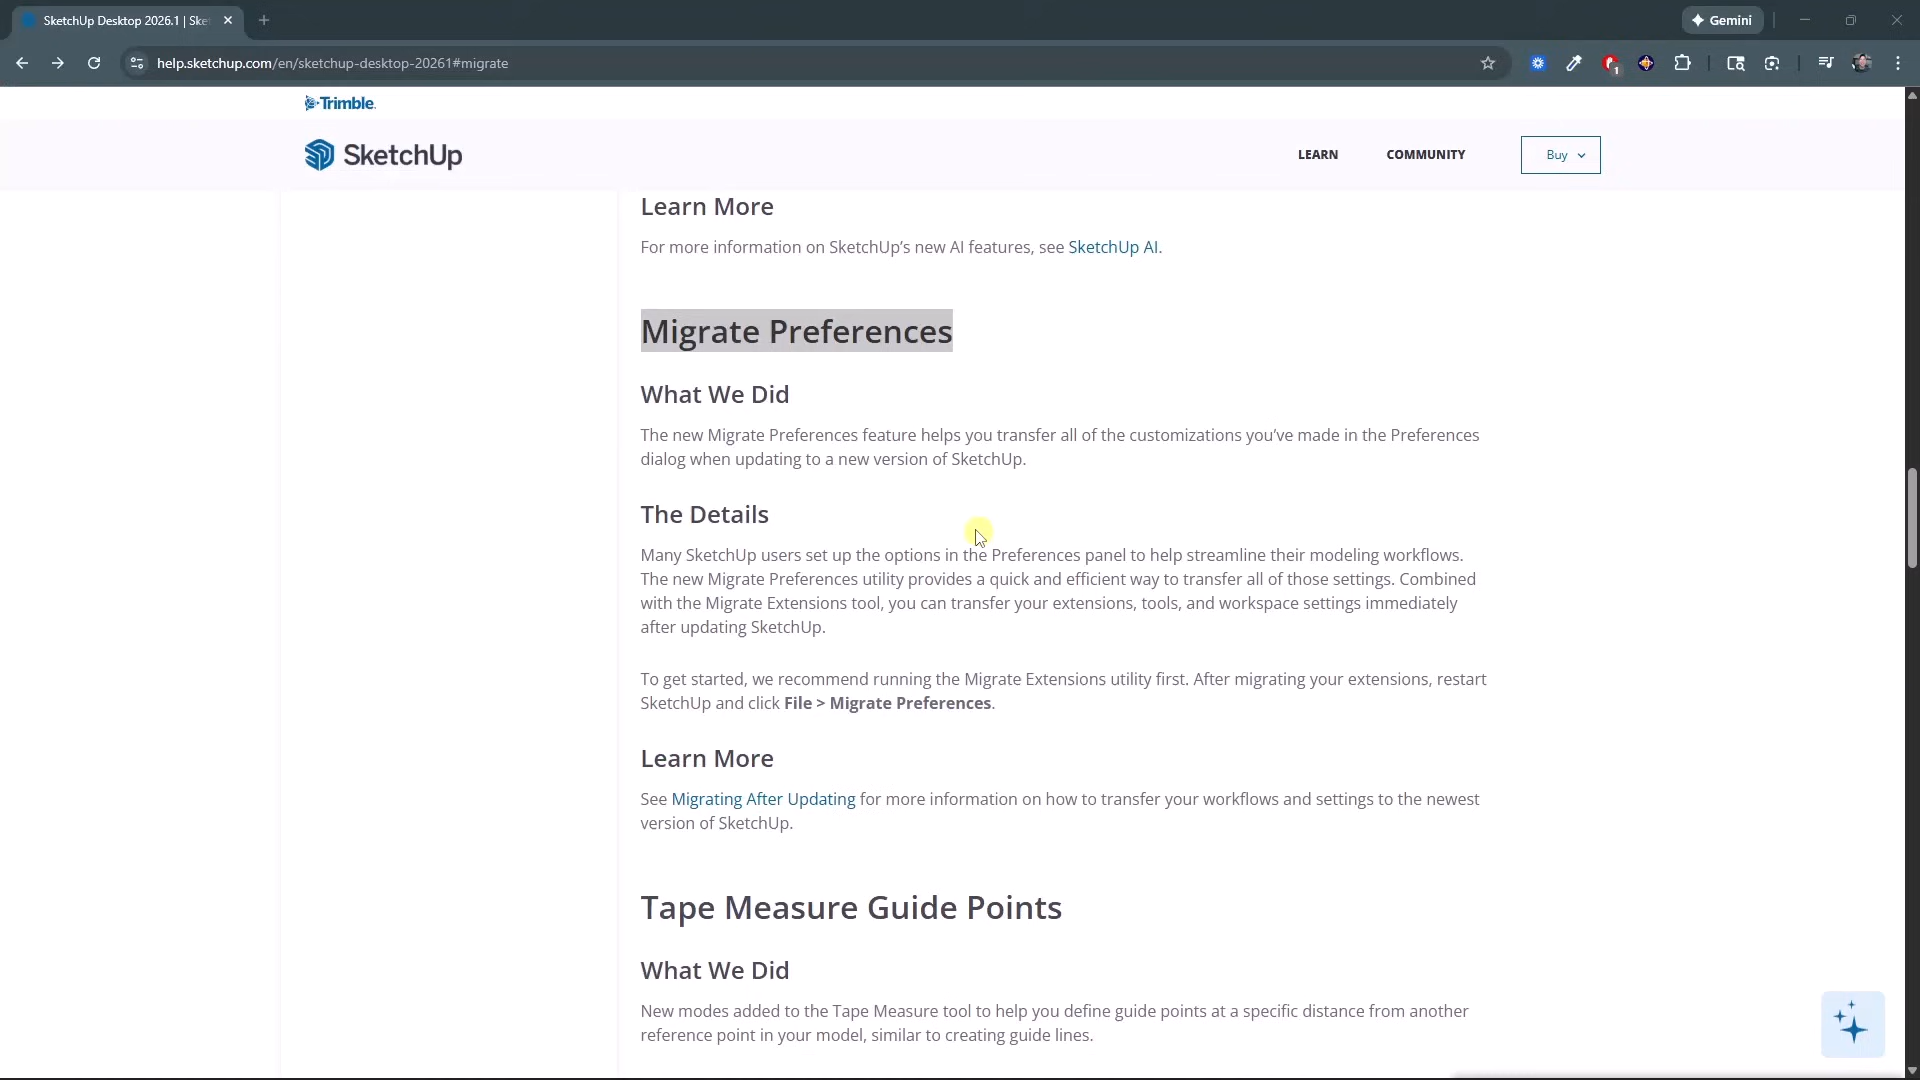 SketchUp Desktop 2026.1 | Ske
Gemini
help.sketchup.com/en/sketchup-desktop-20261#migrate
1
Trimble.
SketchUp
LEARN
COMMUNITY
Buy
Learn More
For more information on SketchUp’s new AI features, see SketchUp AI.
Migrate Preferences
What We Did
The new Migrate Preferences feature helps you transfer all of the customizations you’ve made in the Preferences
dialog when updating to a new version of SketchUp.
The Details
Many SketchUp users set up the options in the Preferences panel to help streamline their modeling workflows.
The new Migrate Preferences utility provides a quick and efficient way to transfer all of those settings. Combined
with the Migrate Extensions tool, you can transfer your extensions, tools, and workspace settings immediately
after updating SketchUp.
To get started, we recommend running the Migrate Extensions utility first. After migrating your extensions, restart
SketchUp and click File > Migrate Preferences.
Learn More
See Migrating After Updating for more information on how to transfer your workflows and settings to the newest
version of SketchUp.
Tape Measure Guide Points
What We Did
New modes added to the Tape Measure tool to help you define guide points at a specific distance from another
reference point in your model, similar to creating guide lines.